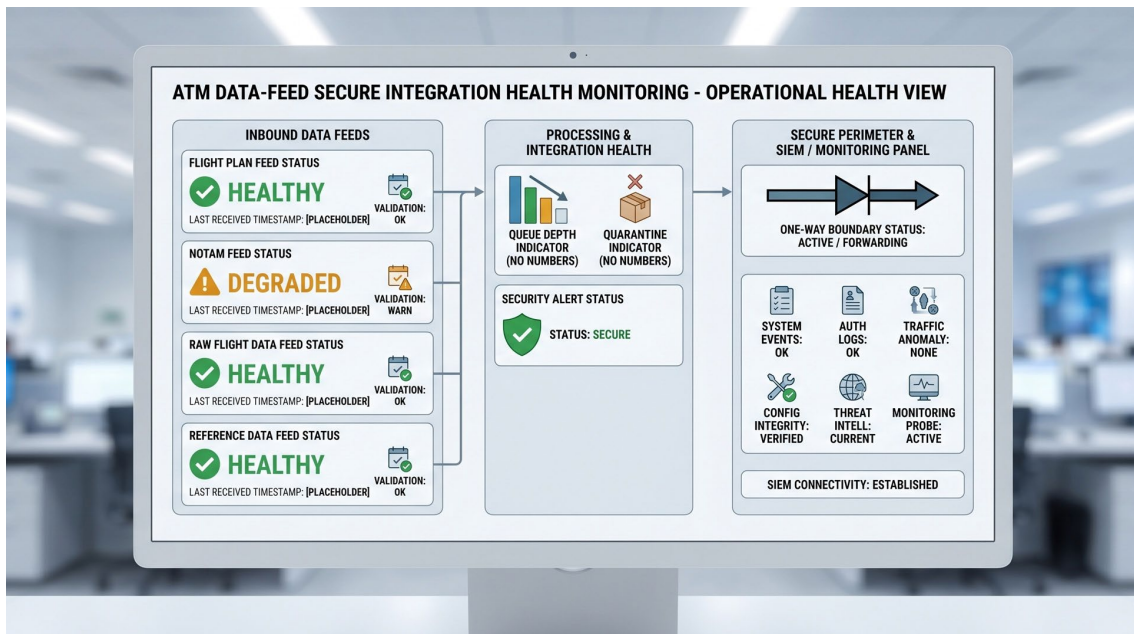 ATM DATA-FEED SECURE INTEGRATION HEALTH MONITORING - OPERATIONAL HEALTH VIEW
INBOUND DATA FEEDS
FLIGHT PLAN FEED STATUS
HEALTHY
LAST RECEIVED TIMESTAMP: [PLACEHOLDER]
VALIDATION:
OK
NOTAM FEED STATUS
DEGRADED
LAST RECEIVED TIMESTAMP: [PLACEHOLDER]
VALIDATION:
WARN
RAW FLIGHT DATA FEED STATUS
HEALTHY
LAST RECEIVED TIMESTAMP: [PLACEHOLDER]
VALIDATION:
OK
REFERENCE DATA FEED STATUS
HEALTHY
LAST RECEIVED TIMESTAMP: [PLACEHOLDER]
VALIDATION:
OK
PROCESSING &
INTEGRATION HEALTH
QUEUE DEPTH
INDICATOR
(NO NUMBERS)
QUARANTINE
INDICATOR
(NO NUMBERS)
SECURITY ALERT STATUS
STATUS: SECURE
SECURE PERIMETER &
SIEM / MONITORING PANEL
ONE-WAY BOUNDARY STATUS:
ACTIVE / FORWARDING
SYSTEM
EVENTS:
OK
AUTH
LOGS:
OK
TRAFFIC
ANOMALY:
NONE
CONFIG
INTEGRITY:
VERIFIED
THREAT
INTELL:
CURRENT
MONITORING
PROBE:
ACTIVE
SIEM CONNECTIVITY: ESTABLISHED